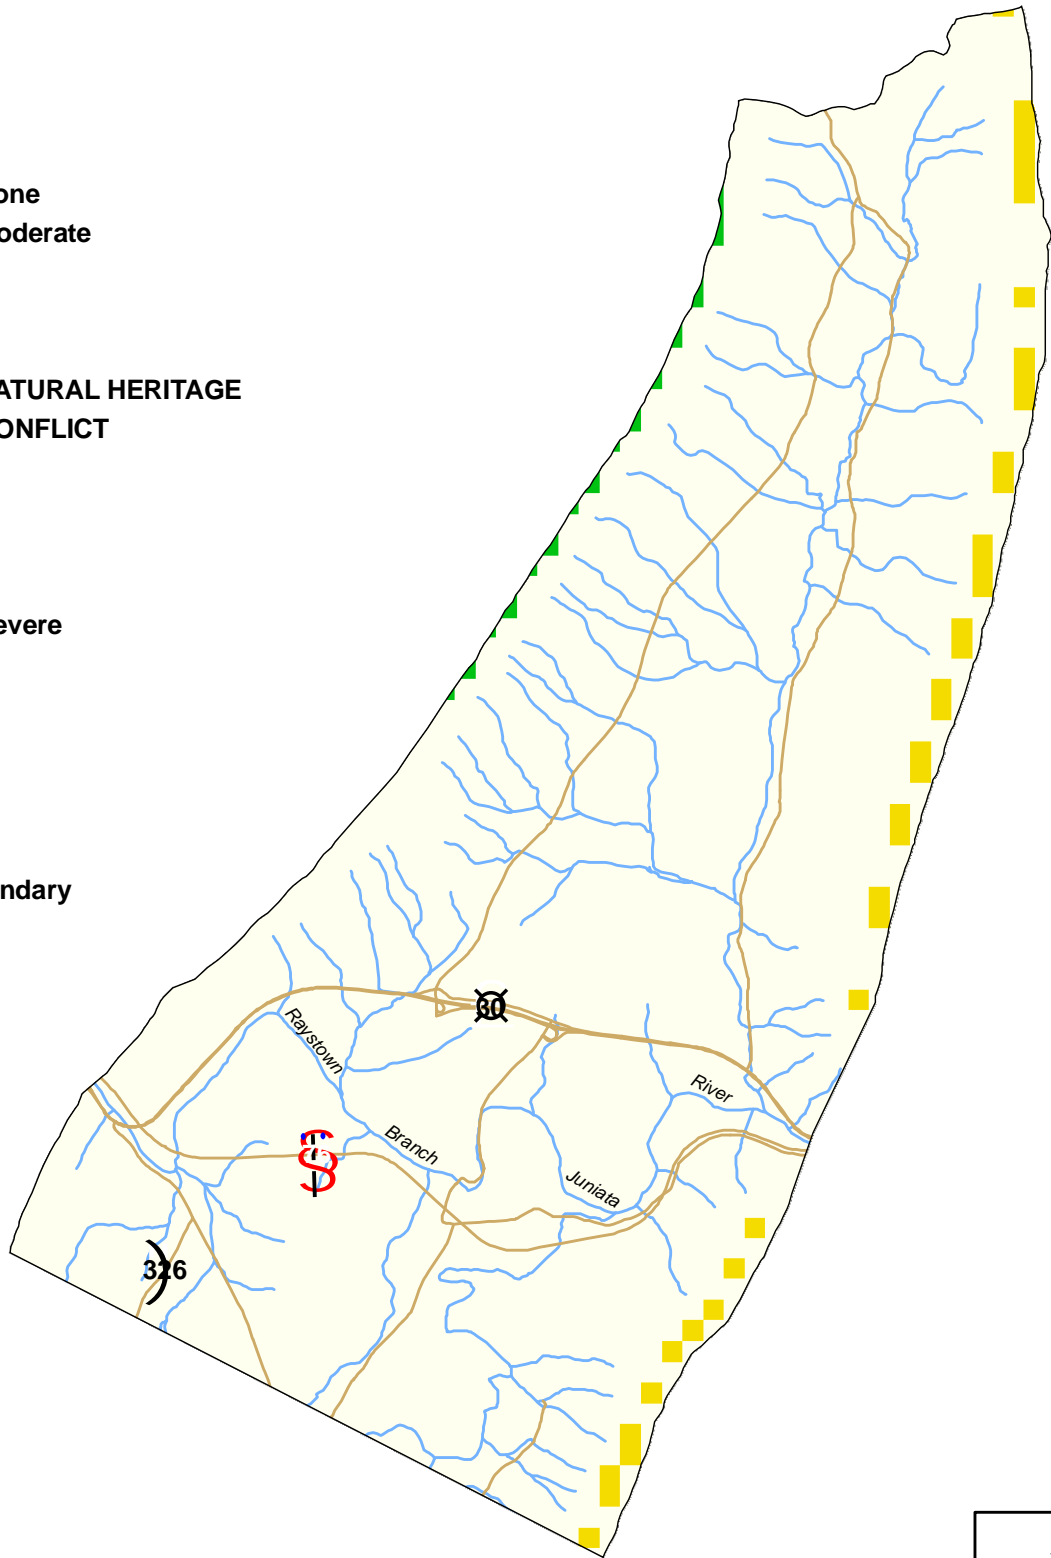 one
oderate
ATURAL HERITAGE
ONFLICT
evere
ndary
30
Raystown
River
Branch
Juniata
326